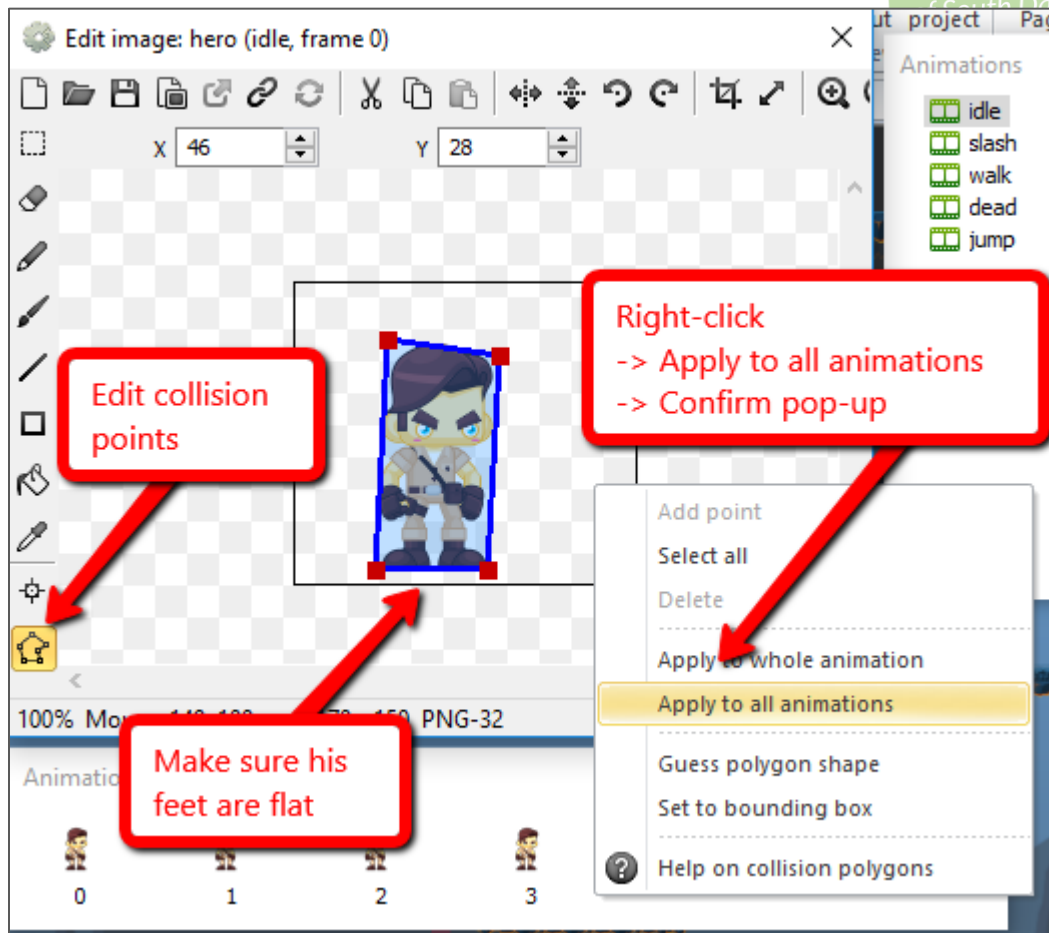 of South
Edit image: hero (idle, frame 0)
project
X 46
Y 28
Animations
idle
slash
walk
dead
jump
Right-click
-> Apply to all animations
-> Confirm pop-up
Edit collision
points
Add point
Select all
Delete
Apply to whole animation
Apply to all animations
Guess polygon shape
Set to bounding box
Help on collision polygons
100%
PNG-32
Make sure his
feet are flat
0 1 2 3